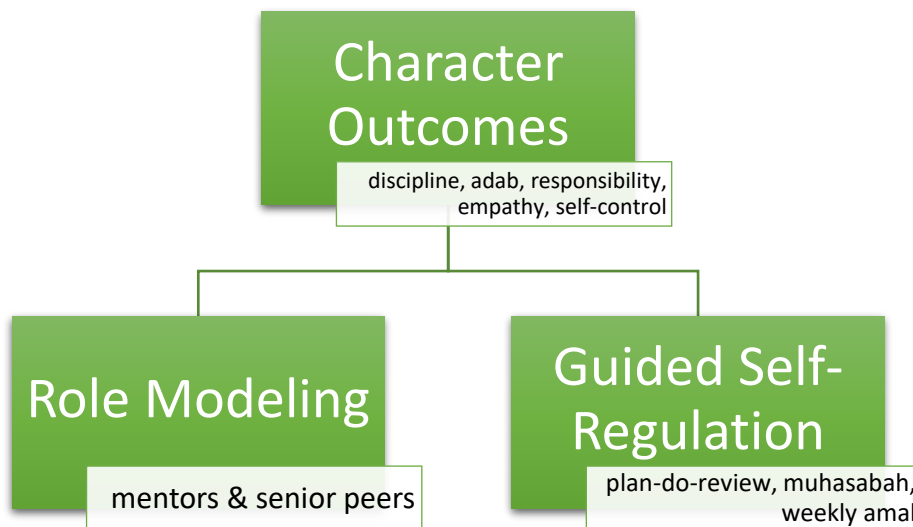 Character
Outcomes
discipline, adab, responsibility,
empathy, self-control
Role Modeling
mentors & senior peers
Guided Self-
Regulation
plan-do-review, muhasabah,
weekly amal